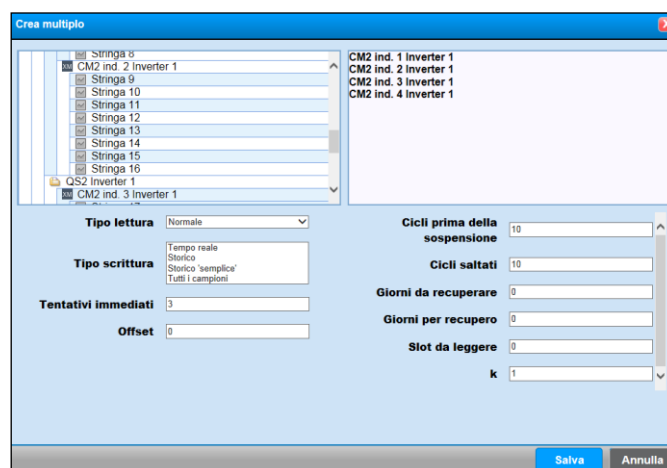 Crea multiplo
Stringa 8
CM2 ind. 2 Inverter 1
Stringa 9
Stringa 10
Stringa 11
Stringa 12
Stringa 13
Stringa 14
Stringa 15
Stringa 16
QS2 Inverter 1
CM2 ind. 3 Inverter 1
CM2 ind. 1 Inverter 1
CM2 ind. 2 Inverter 1
CM2 ind. 3 Inverter 1
CM2 ind. 4 Inverter 1
Tipo lettura Normale
Tipo scrittura
Tempo reale
Storico
Storico 'semplice'
Tutti i campioni
Tentativi immediati 3
Offset 0
Cicli prima della
sospensione 10
Cicli saltati 10
Giorni da recuperare 0
Giorni per recupero 0
Slot da leggere 0
k 1
Salva Annulla